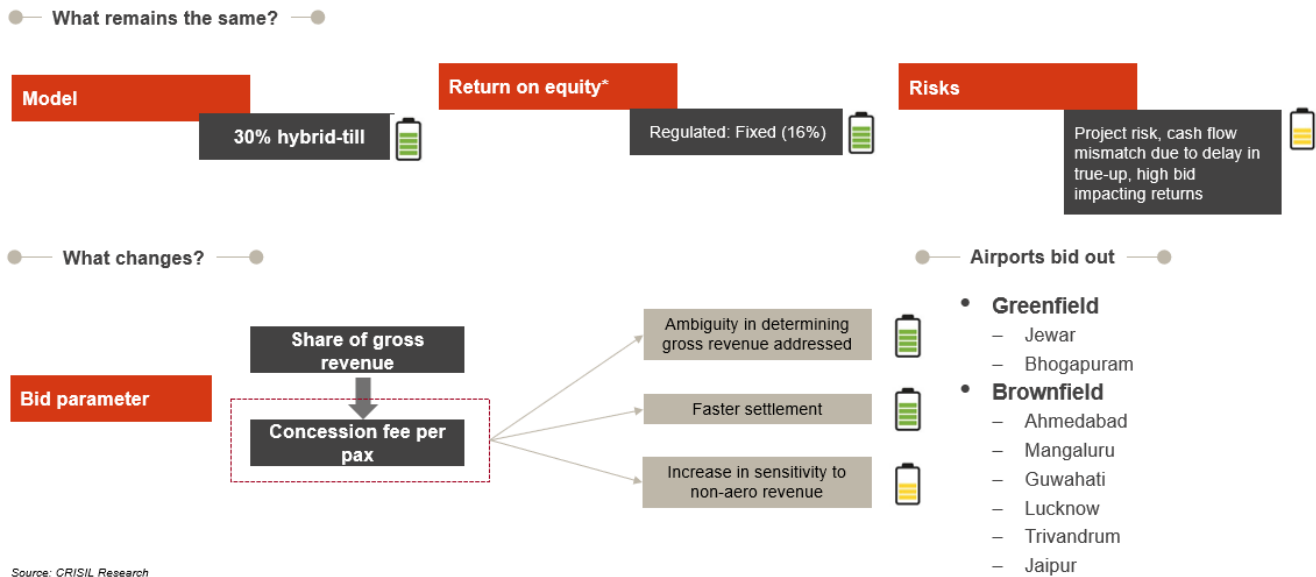 What remains the same?
Model
30% hybrid-till
Return on equity*
Regulated: Fixed (16%)
Risks
Project risk, cash flow
mismatch due to delay in
true-up, high bid
impacting returns
What changes?
Bid parameter
Share of gross
revenue
Concession fee per
pax
Ambiguity in determining
gross revenue addressed
Faster settlement
Increase in sensitivity to
non-aero revenue
Airports bid out
• Greenfield
– Jewar
– Bhogapuram
• Brownfield
– Ahmedabad
– Mangaluru
– Guwahati
– Lucknow
– Trivandrum
– Jaipur
Source: CRISIL Research